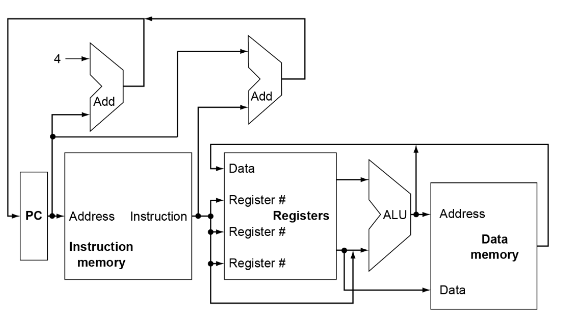 4
Add
Add
Data
Register #
PC
Address
Instruction
Registers
ALU
Address
Instruction
memory
Register #
Data
memory
Register #
Data